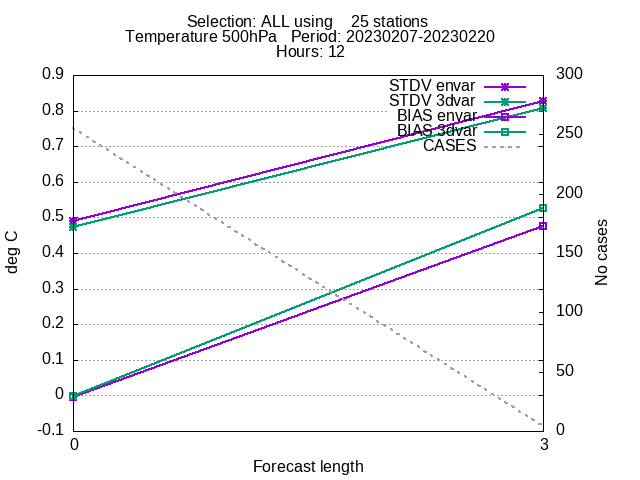 Selection: ALL using 25 stations
Temperature 500hPa Period: 20230207-20230220
Hours: 12
STDV envar
STDV 3dvar
BIAS envar
BIAS 3dvar
CASES
0.9
0.8
0.7
0.6
0.5
0.4
0.3
0.2
0.1
0
-0.1
deg C
300
250
200
150
100
50
0
No cases
0
3
Forecast length